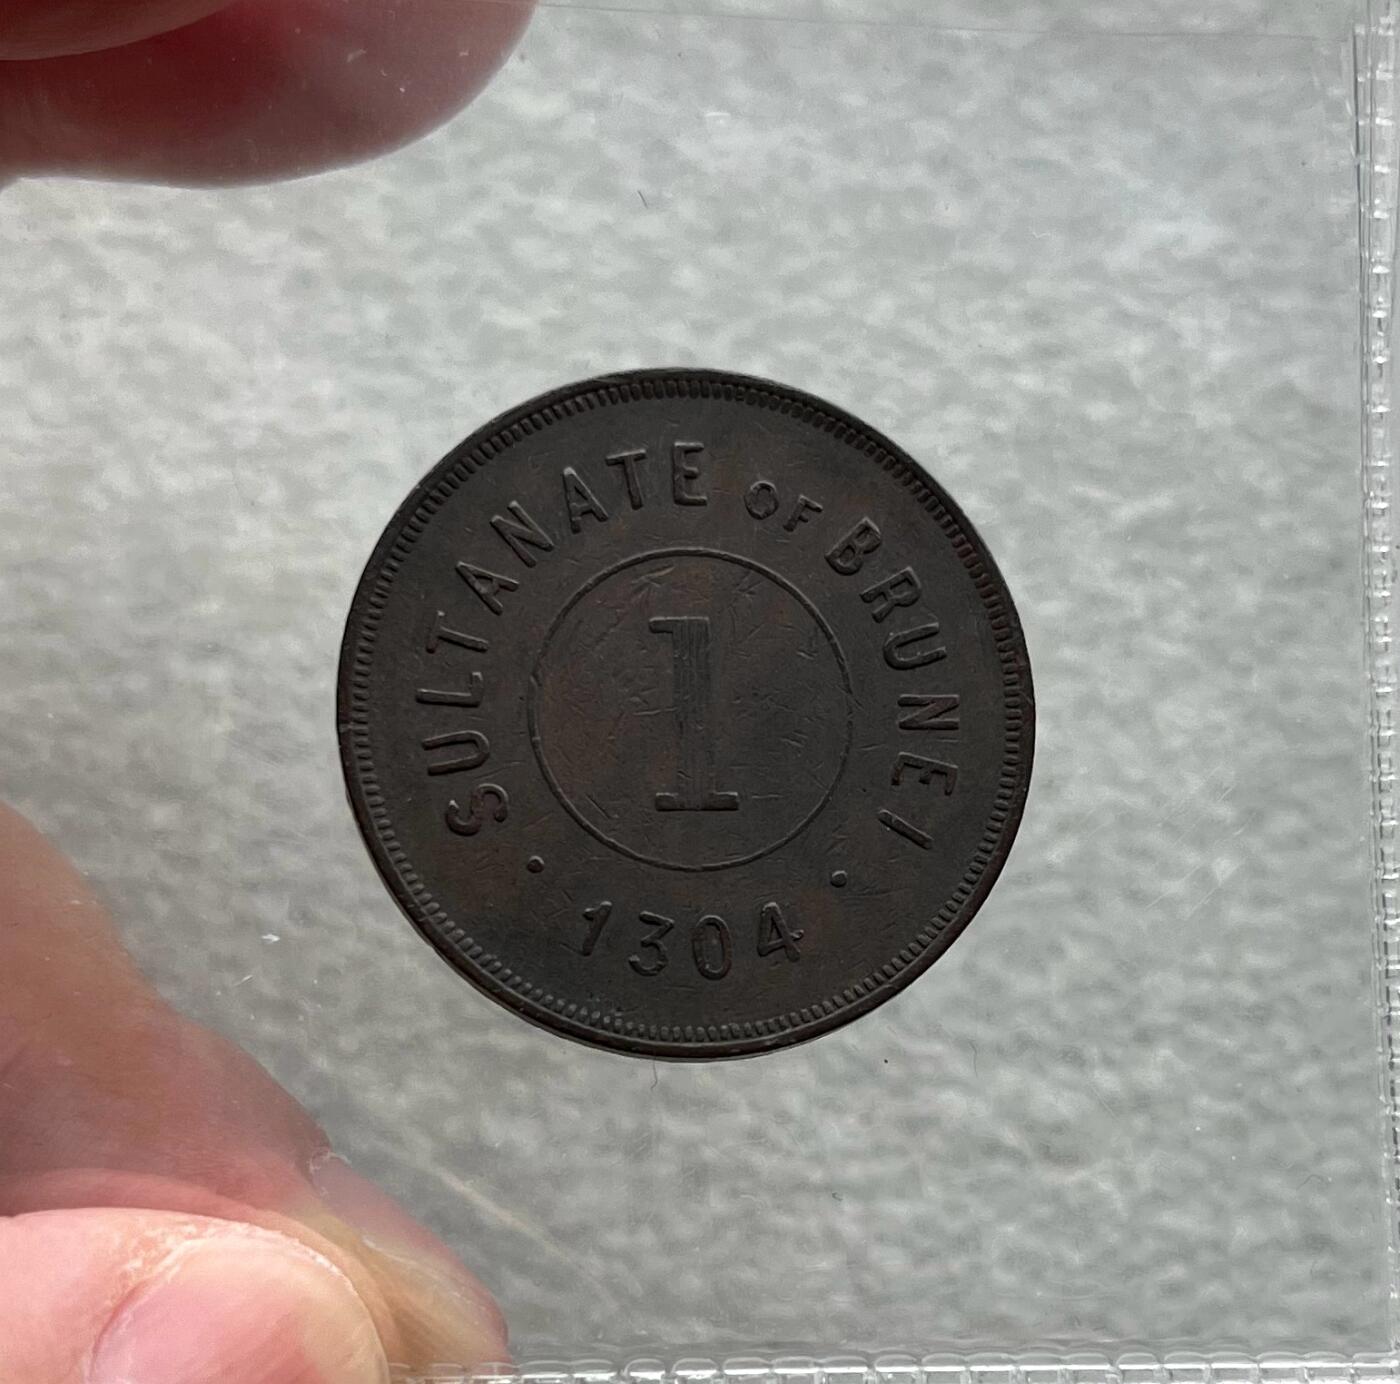 SULTANATE OF BRUNEI
1
· 1304 ·